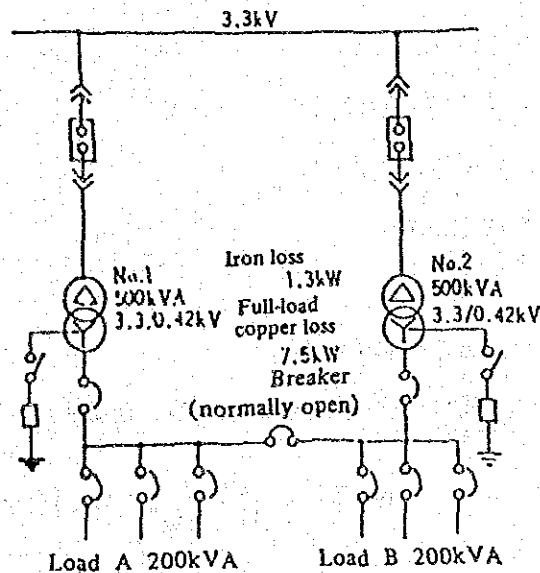 3.3kV
No.1
500kVA
3.3/0.42kV
Iron loss
1.3kW
Full-load
copper loss
7.5kW
Breaker
(normally open)
No.2
500kVA
3.3/0.42kV
Load A 200kVA
Load B 200kVA